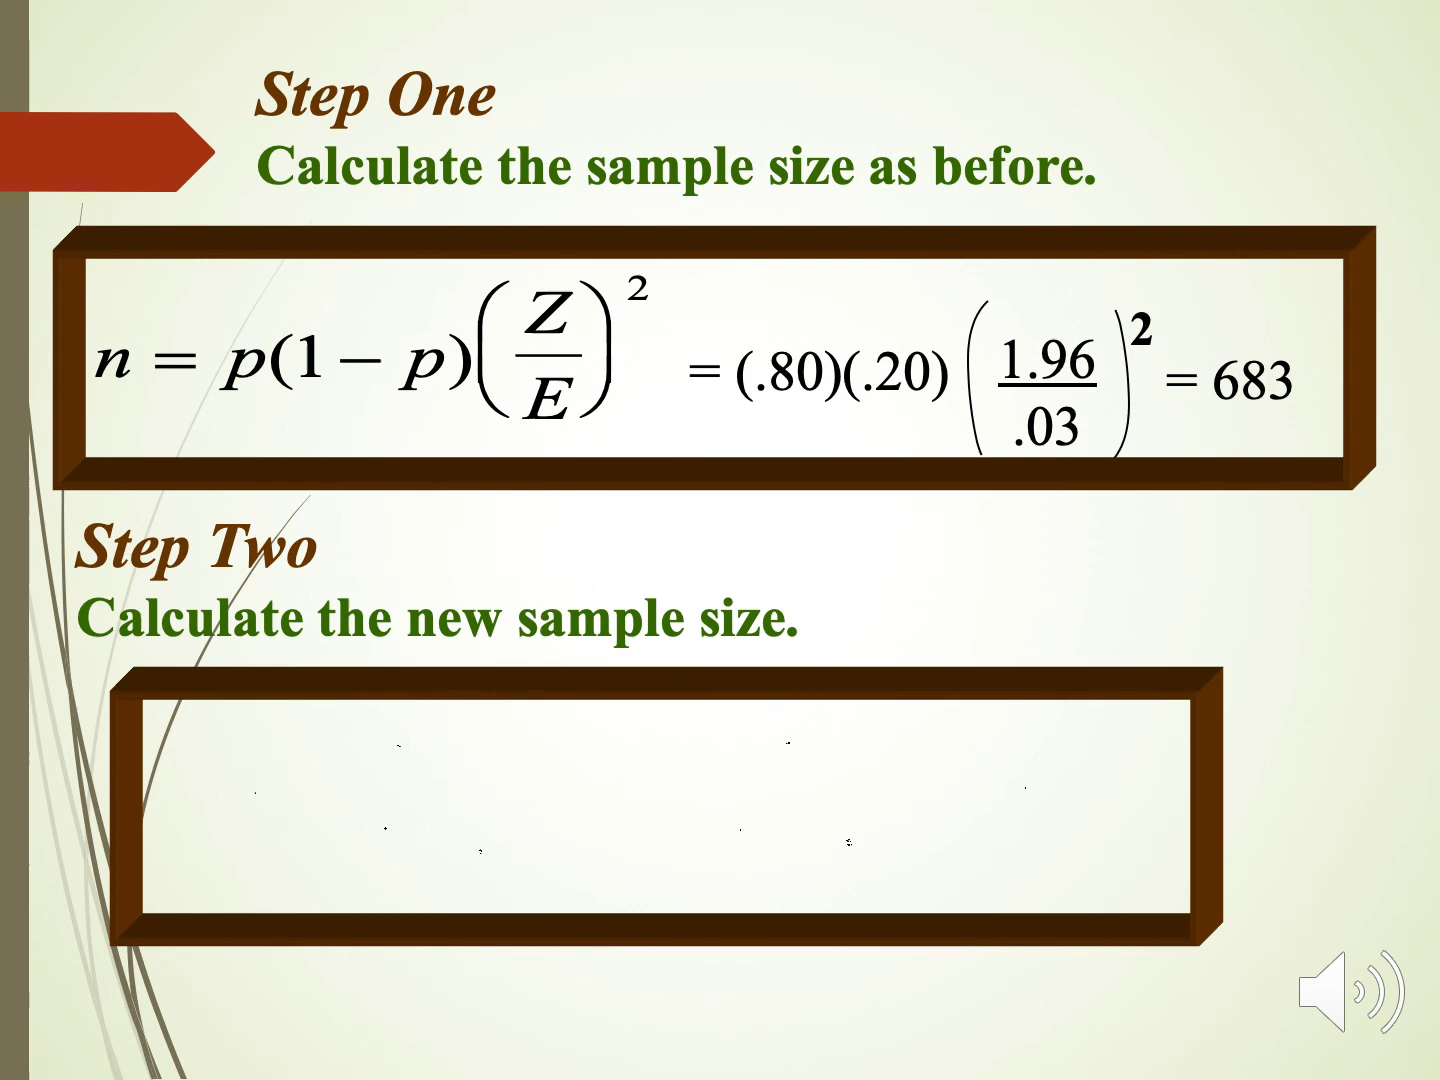 Step One
Calculate the sample size as before.
n = p(1 − p)(Z/E)² = (.80)(.20)(1.96/.03)² = 683
Step Two
Calculate the new sample size.